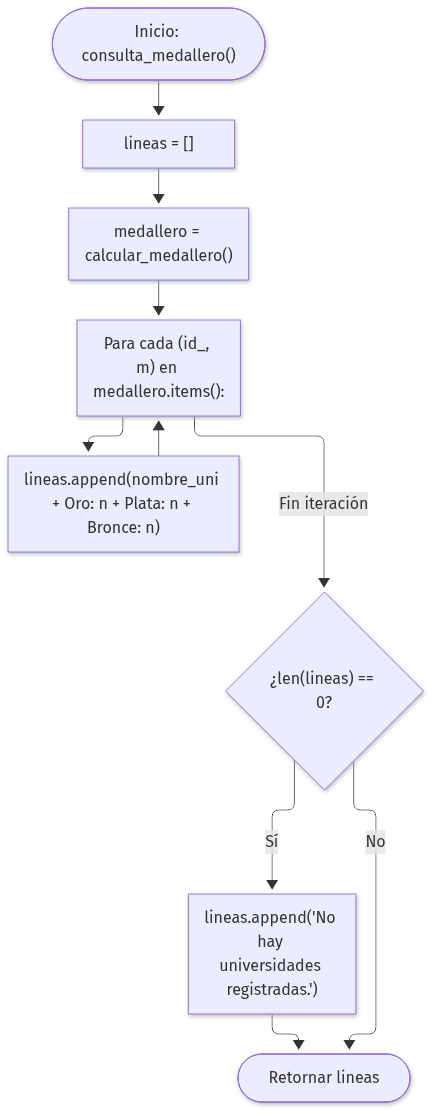 Inicio:
consulta_medallero()
lineas = []
medallero =
calcular_medallero()
Para cada (id_,
m) en
medallero.items():
lineas.append(nombre_uni
+ Oro: n + Plata: n +
Bronce: n)
Fin iteración
¿len(lineas) ==
0?
Sí
No
lineas.append('No
hay
universidades
registradas.')
Retornar lineas